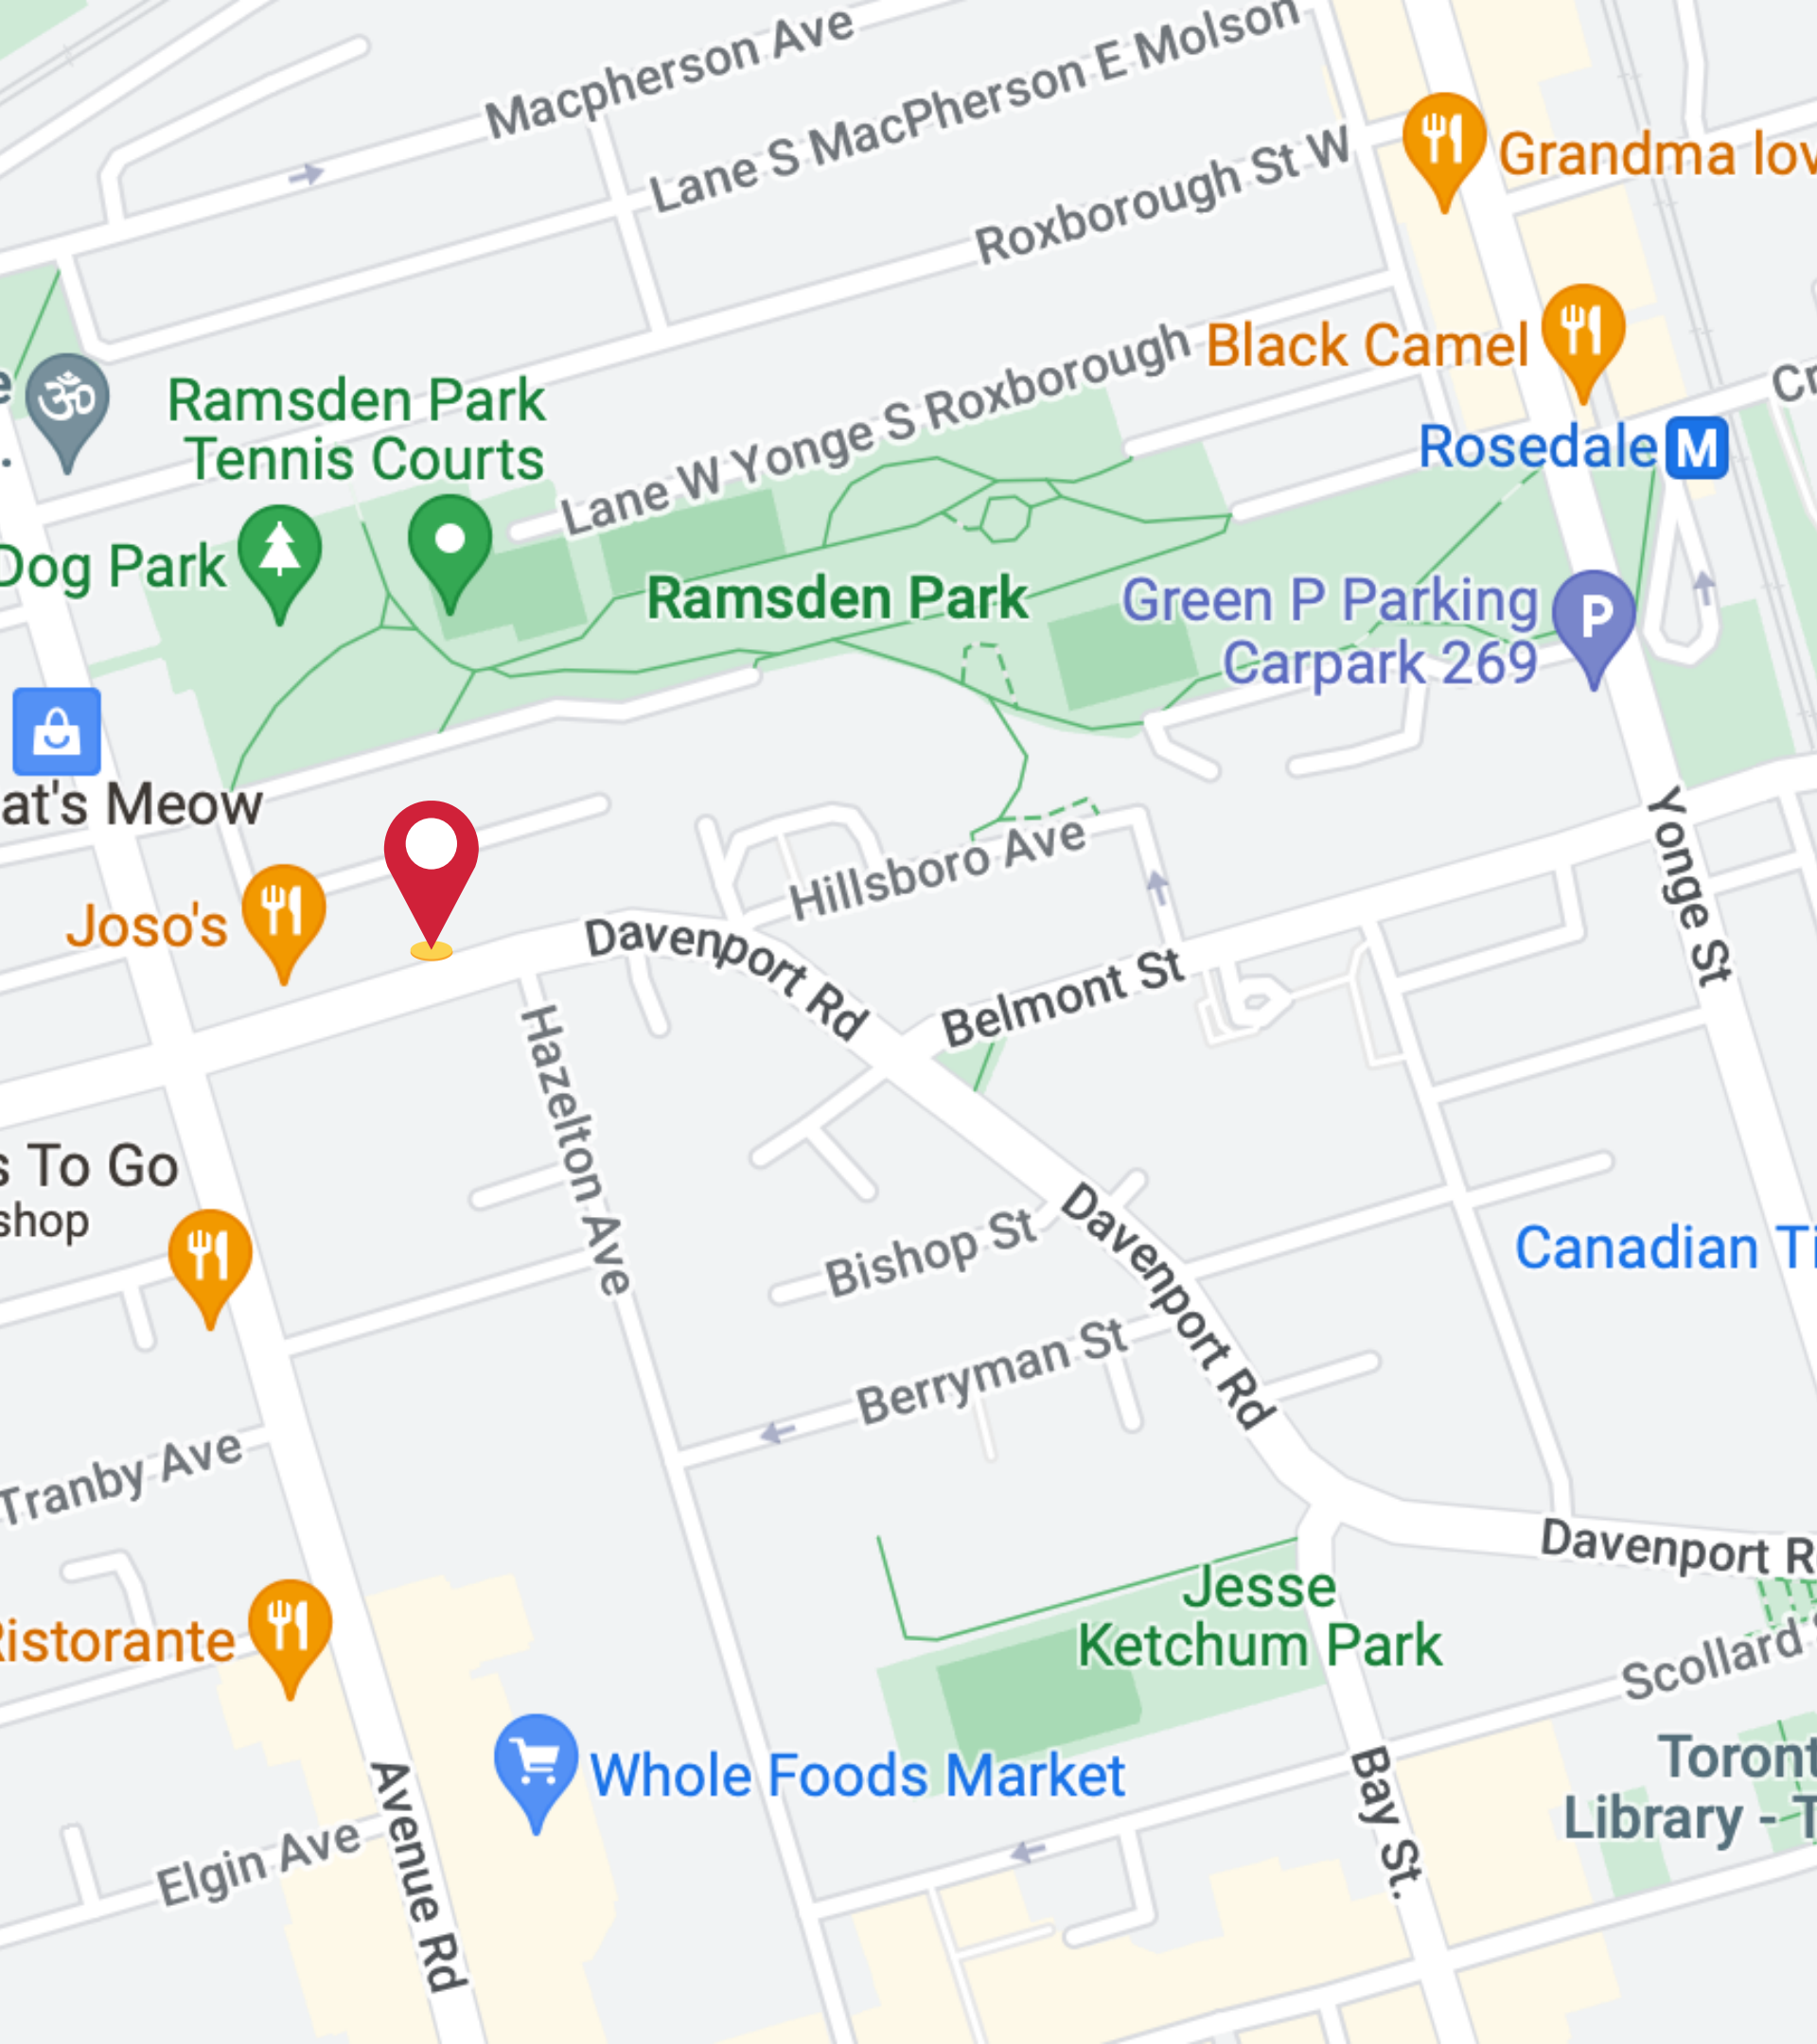 Macpherson Ave
Lane S MacPherson E Molson
Roxborough St W
Grandma lov
Black Camel
Lane W Yonge S Roxborough
Cr
e
.
Ramsden Park
Tennis Courts
Rosedale M
Dog Park
Ramsden Park
Green P Parking
Carpark 269
P
at's Meow
Joso's
Hillsboro Ave
Davenport Rd
Belmont St
Yonge St
Hazelton Ave
s To Go
shop
Davenport Rd
Bishop St
Canadian Ti
Berryman St
Tranby Ave
Davenport R
Jesse
Ketchum Park
Ristorante
Scollard
Whole Foods Market
Toront
Library - T
Bay St.
Elgin Ave
Avenue Rd